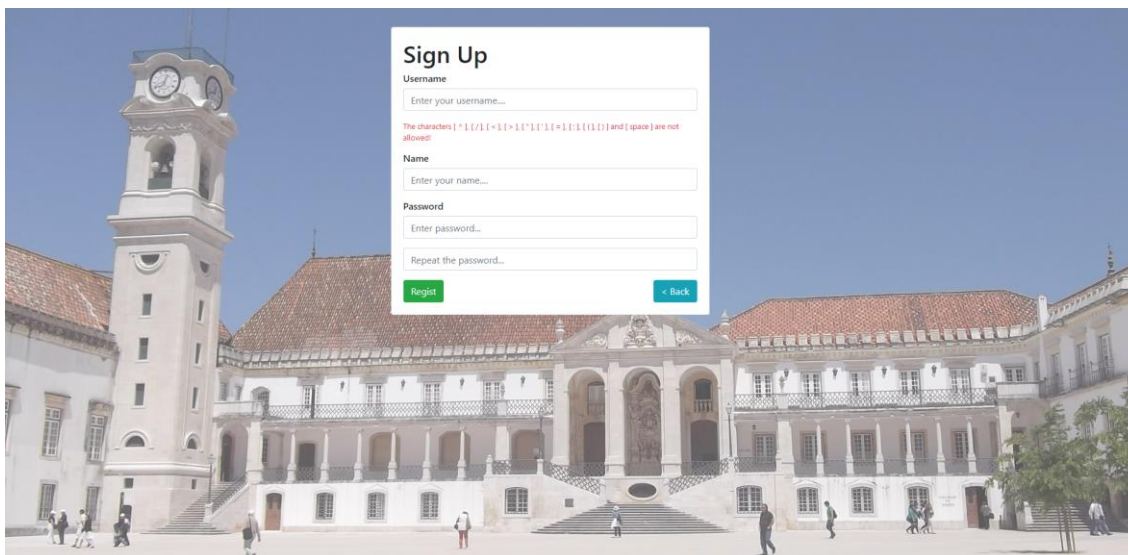 Sign Up
Username
Enter your username....
The characters [ ^ ], [ / ], [ < ], [ > ], [ " ], [ ' ], [ = ], [ ; ], [ ( ], [ ) ] and [ space ] are not
allowed!
Name
Enter your name....
Password
Enter password...
Repeat the password...
Regist
< Back